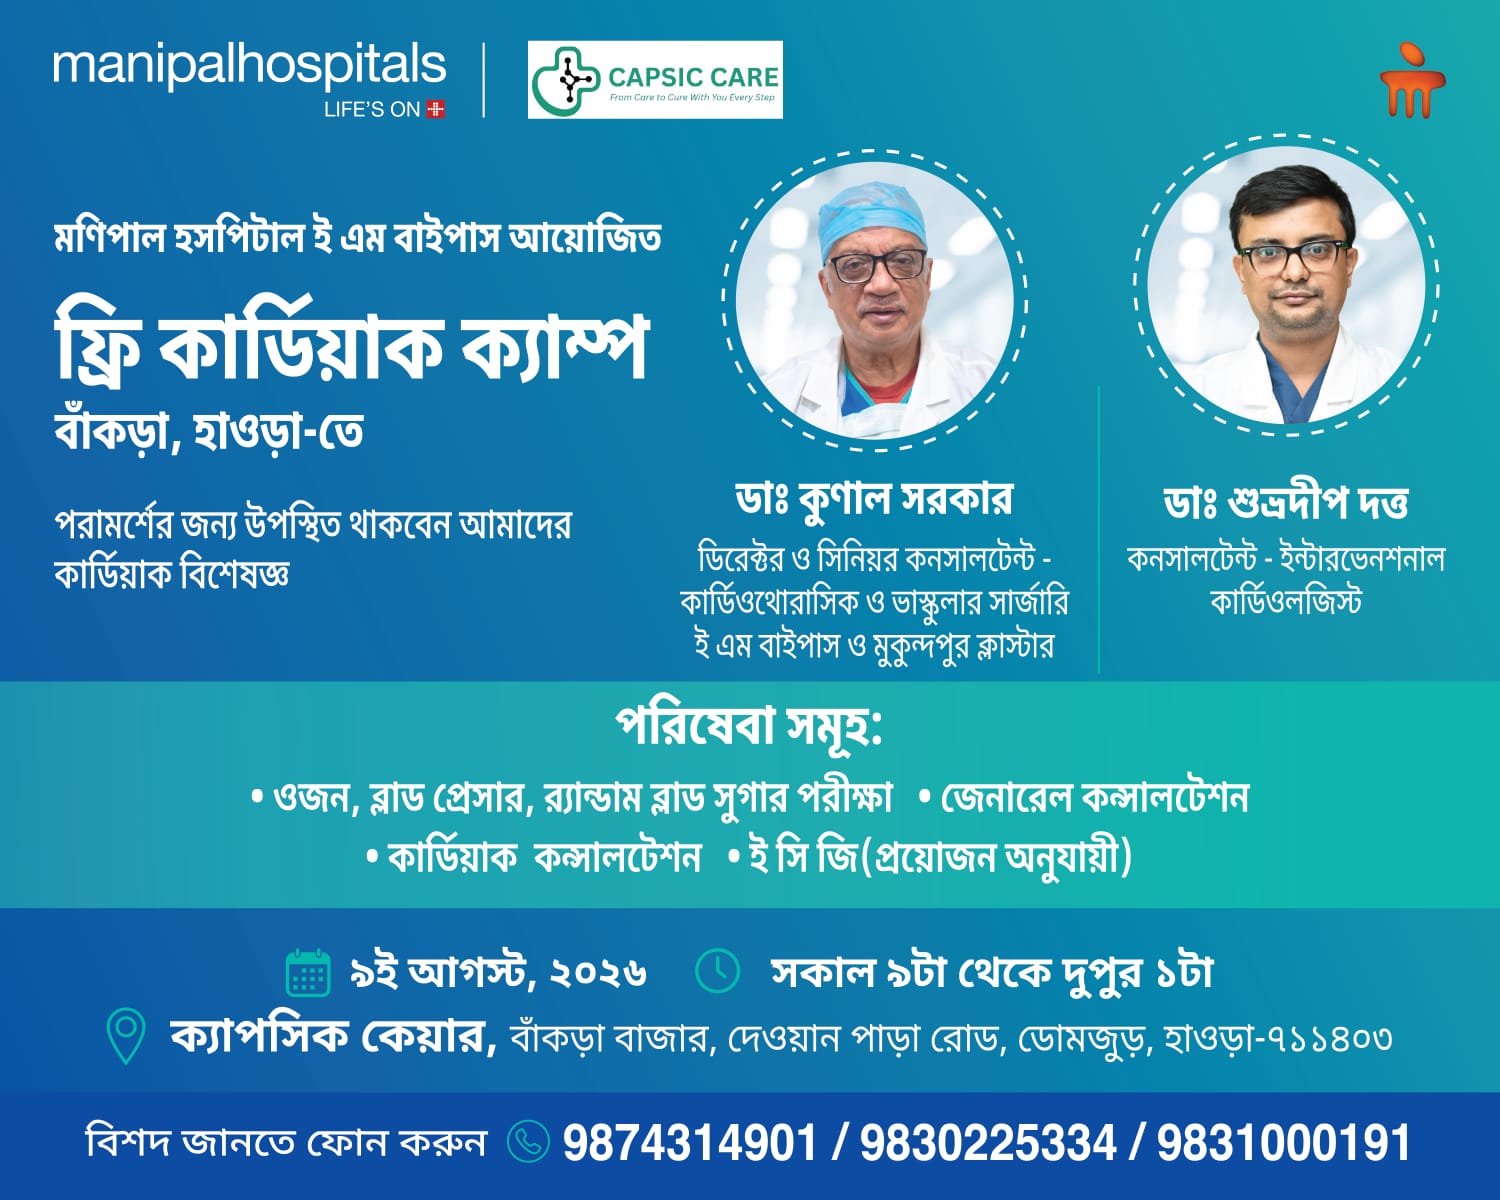 manipalhospitals
LIFE'S ON
CAPSIC CARE
From Care to Cure With You Every Step
মণিপাল হসপিটাল ই এম বাইপাস আয়োজিত
ফ্রি কার্ডিয়াক ক্যাম্প
বাঁকড়া, হাওড়া-তে
পরামর্শের জন্য উপস্থিত থাকবেন আমাদের
কার্ডিয়াক বিশেষজ্ঞ
ডাঃ কুণাল সরকার
ডিরেক্টর ও সিনিয়র কনসালটেন্ট -
কার্ডিওথোরাসিক ও ভাস্কুলার সার্জারি
ই এম বাইপাস ও মুকুন্দপুর ক্লাস্টার
ডাঃ শুভ্রদীপ দত্ত
কনসালটেন্ট - ইন্টারভেনশনাল
কার্ডিওলজিস্ট
পরিষেবা সমূহ:
• ওজন, ব্লাড প্রেসার, র‍্যান্ডাম ব্লাড সুগার পরীক্ষা • জেনারেল কন্সালটেশন
• কার্ডিয়াক কন্সালটেশন • ই সি জি(প্রয়োজন অনুযায়ী)
৯ই আগস্ট, ২০২৬ সকাল ৯টা থেকে দুপুর ১টা
ক্যাপসিক কেয়ার, বাঁকড়া বাজার, দেওয়ান পাড়া রোড, ডোমজুড়, হাওড়া-৭১১৪০৩
বিশদ জানতে ফোন করুন 9874314901 / 9830225334 / 9831000191